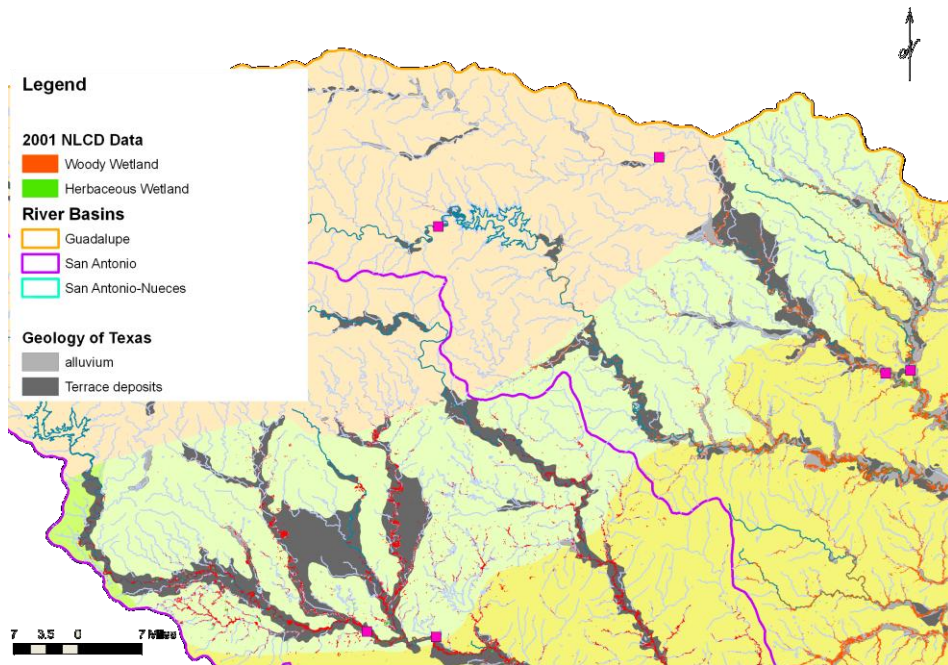 Legend
2001 NLCD Data
Woody Wetland
Herbaceous Wetland
River Basins
Guadalupe
San Antonio
San Antonio-Nueces
Geology of Texas
alluvium
Terrace deposits
7 3.5 0 7 Miles
N